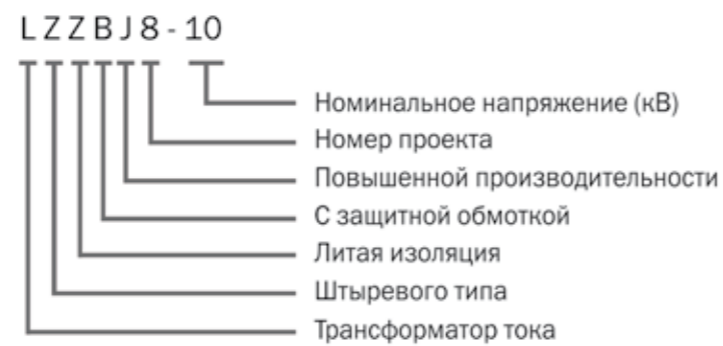 LZZBJ8-10
Номинальное напряжение (кВ)
Номер проекта
Повышенной производительности
С защитной обмоткой
Литая изоляция
Штыревого типа
Трансформатор тока